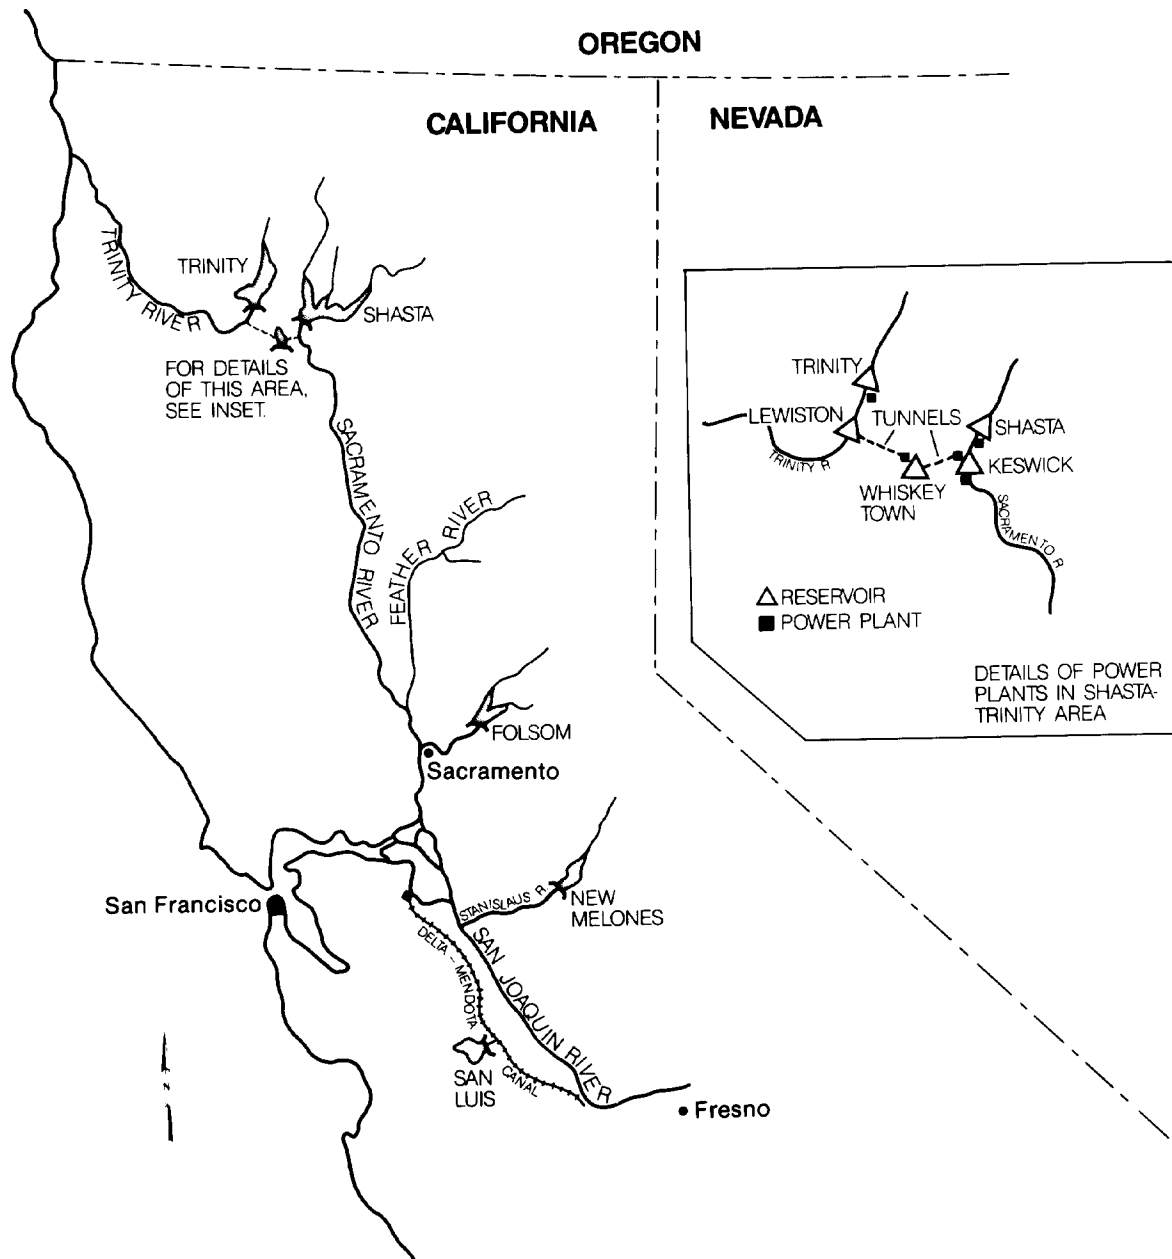 OREGON
CALIFORNIA
NEVADA
TRINITY RIVER
TRINITY
SHASTA
FOR DETAILS
OF THIS AREA,
SEE INSET.
SACRAMENTO RIVER
FEATHER RIVER
FOLSOM
Sacramento
San Francisco
STANISLAUS R.
NEW
MELONES
DELTA - MENDOTA
CANAL
SAN JOAQUIN RIVER
SAN
LUIS
Fresno
N
TRINITY
LEWISTON
TUNNELS
SHASTA
TRINITY R.
KESWICK
WHISKEY
TOWN
SACRAMENTO R.
RESERVOIR
POWER PLANT
DETAILS OF POWER
PLANTS IN SHASTA-
TRINITY AREA